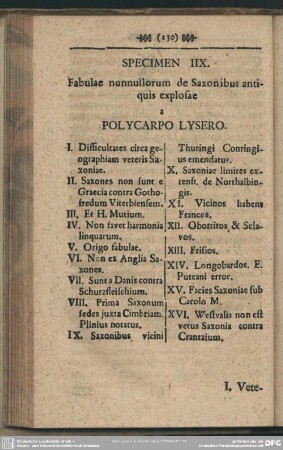 (230)
SPECIMEN IIX.
Fabulae nonnullorum de Saxonibus anti-
quis explosae
a
POLYCARPO LYSERO.
I. Difficultates circa ge-
ographiam veteris Sa-
xoniae.
II. Saxones non sunt e
Graecia contra Gotho-
fredum Viterbiensem.
III. Et H. Mutium.
IV. Non favet harmonia
linquarum.
V. Origo fabulae.
VI. Non ex Anglia Sa-
xones.
VII. Sunt a Danis contra
Schurzfleischium.
VIII. Prima Saxonum
sedes juxta Cimbriam.
Plinius notatus.
IX. Saxonibus vicini
Thuringi Conringi-
us emendatur.
X. Saxoniae limites ex-
tensi. de Northalbin-
gis.
XI. Vicinos habent
Francos.
XII. Obotritos & Scla-
vos.
XIII. Frisios.
XIV. Longobardos. E.
Puteani error.
XV. Facies Saxoniae sub
Carolo M.
XVI. Westvalia non est
vetus Saxonia contra
Crantzium.
I. Vete-